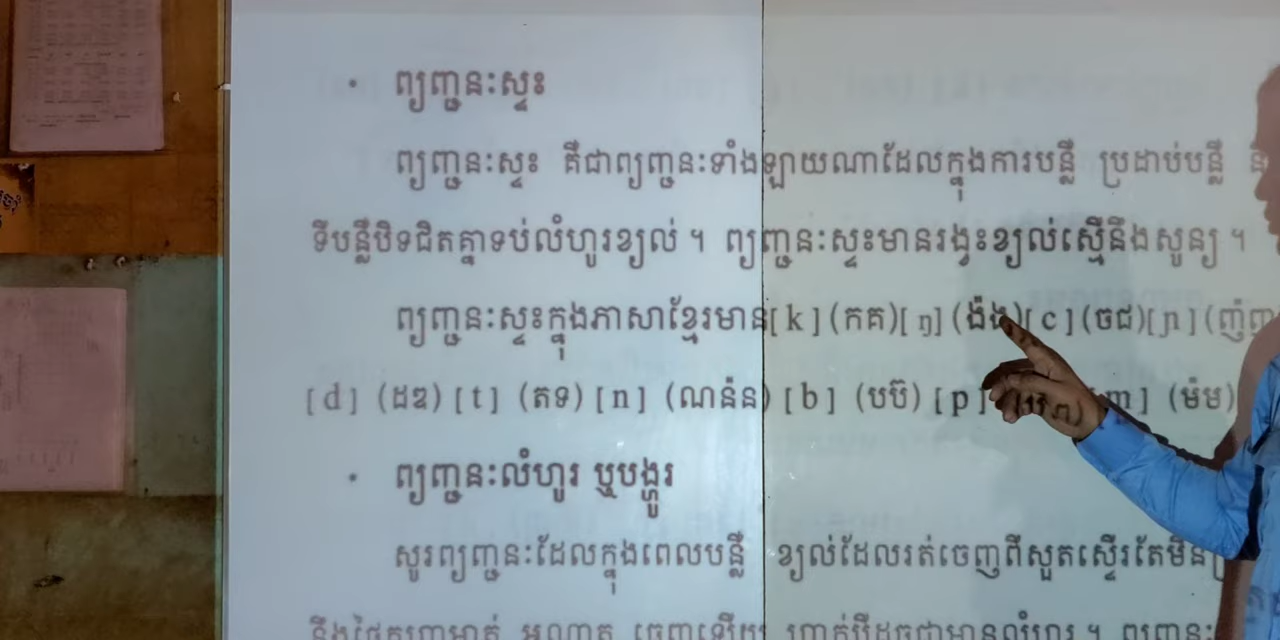 • ព្យញ្ជនៈស្ទះ
ព្យញ្ជនៈស្ទះ គឺជាព្យញ្ជនៈទាំងឡាយណាដែលក្នុងការបន្លឺ ប្រដាប់បន្លឺ
ទីបន្លឺបិទជិតគ្នាទប់លំហូរខ្យល់ ។ ព្យញ្ជនៈស្ទះមានរង្វះខ្យល់ស្មើនឹងសូន្យ ។
ព្យញ្ជនៈស្ទះក្នុងភាសាខ្មែរមាន[k](កគ)[ŋ](ង៉ង)[c](ចជ)[ɲ]
[d] (ដឌ) [t] (តទ) [n] (ណន៉ន) [b] (បប៊) [p] m] (ម៉ម)
• ព្យញ្ជនៈលំហូរ ឬបង្ហូរ
សូរព្យញ្ជនៈដែលក្នុងពេលបន្លឺ ខ្យល់ដែលរត់ចេញពីសួតស្ទើរតែមិន